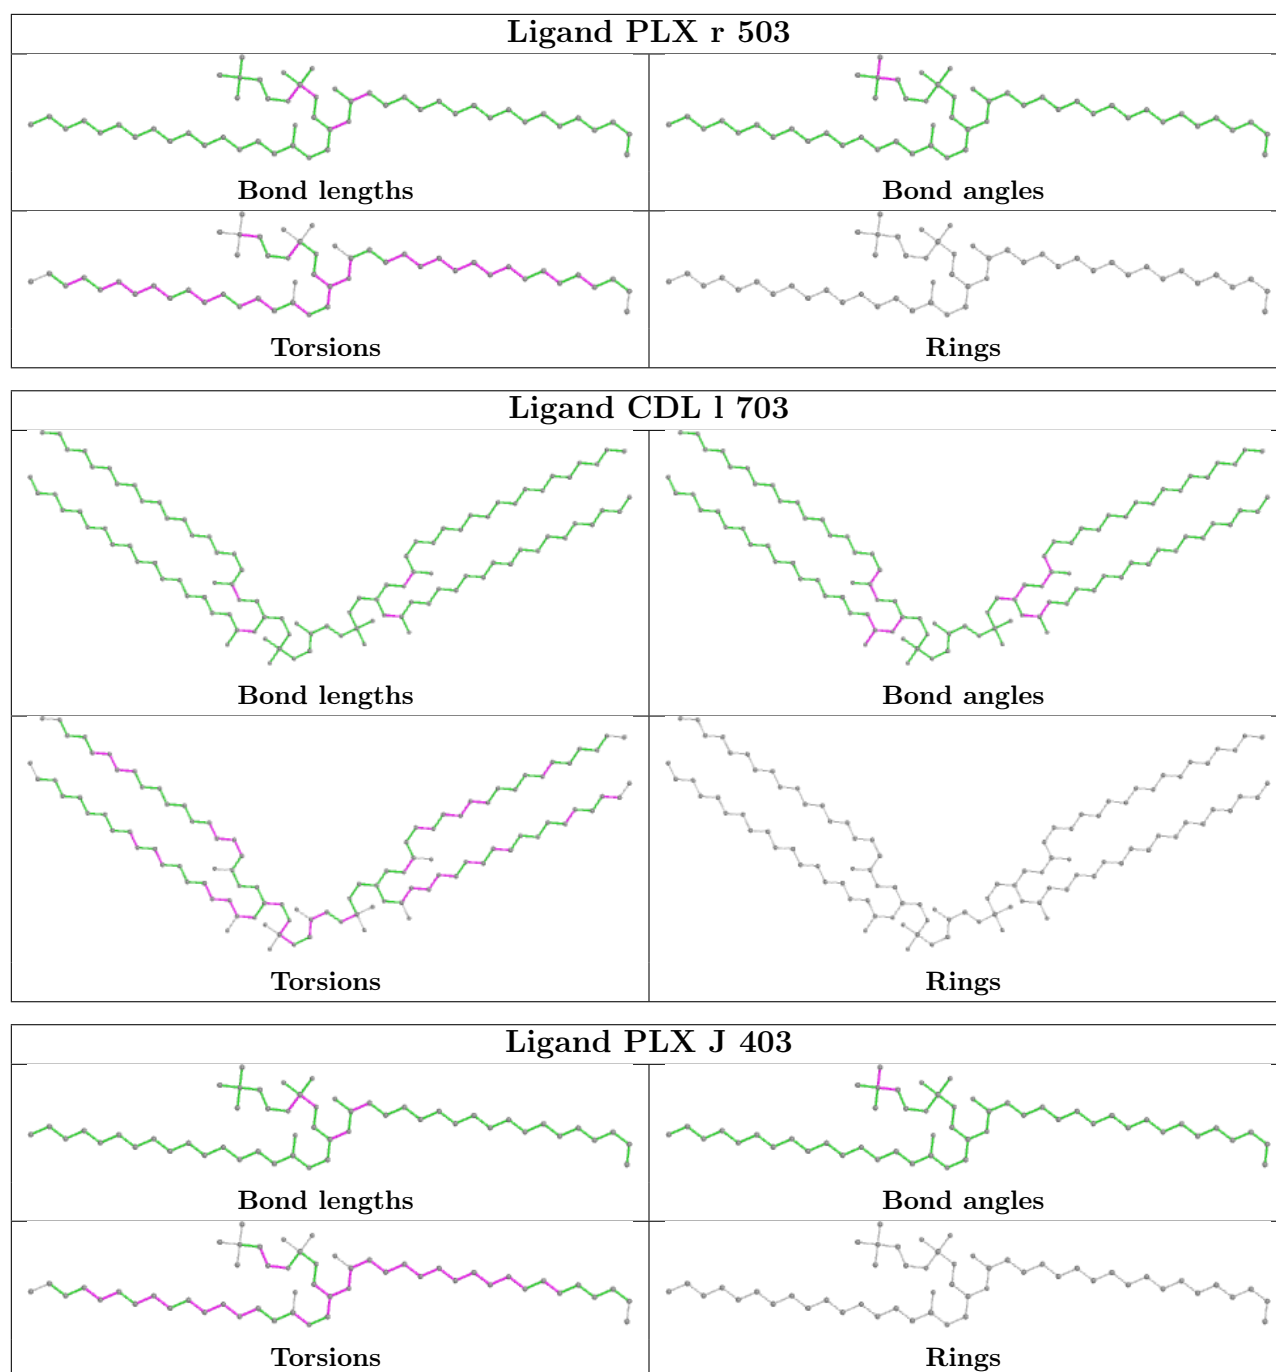 Ligand PLX r 503
Bond lengths
Bond angles
Torsions
Rings
Ligand CDL l 703
Bond lengths
Bond angles
Torsions
Rings
Ligand PLX J 403
Bond lengths
Bond angles
Torsions
Rings